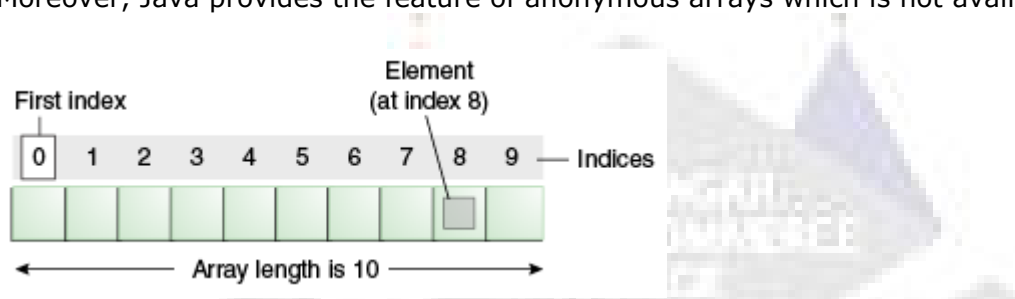 Moreover, Java provides the feature of anonymous arrays which is not avail
Element
First index (at index 8)
0 1 2 3 4 5 6 7 8 9 Indices
Array length is 10